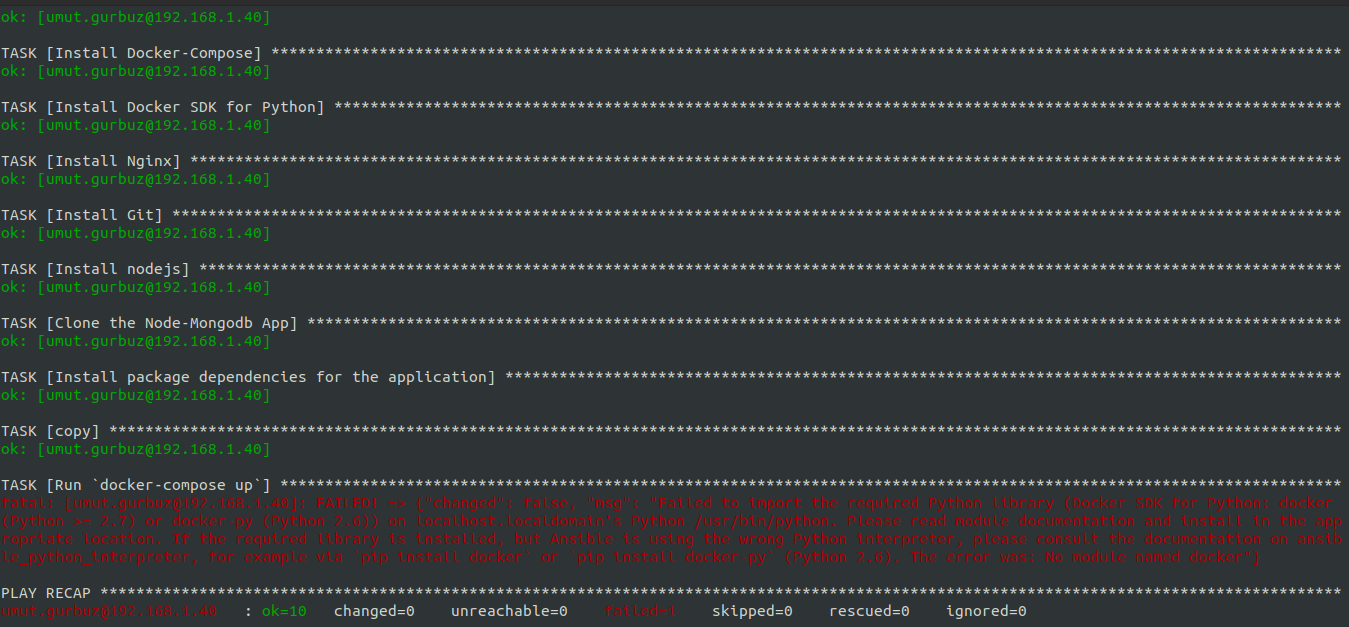 ok: [umut.gurbuz@192.168.1.40]
TASK [Install Docker-Compose] ***********************************************************************************************************************
ok: [umut.gurbuz@192.168.1.40]
TASK [Install Docker SDK for Python] ****************************************************************************************************************
ok: [umut.gurbuz@192.168.1.40]
TASK [Install Nginx] ********************************************************************************************************************************
ok: [umut.gurbuz@192.168.1.40]
TASK [Install Git] **********************************************************************************************************************************
ok: [umut.gurbuz@192.168.1.40]
TASK [Install nodejs] *******************************************************************************************************************************
ok: [umut.gurbuz@192.168.1.40]
TASK [Clone the Node-Mongodb App] *******************************************************************************************************************
ok: [umut.gurbuz@192.168.1.40]
TASK [Install package dependencies for the application] *********************************************************************************************
ok: [umut.gurbuz@192.168.1.40]
TASK [copy] *****************************************************************************************************************************************
ok: [umut.gurbuz@192.168.1.40]
TASK [Run `docker-compose up`] **********************************************************************************************************************
fatal: [umut.gurbuz@192.168.1.40]: FAILED! => {"changed": false, "msg": "Failed to import the required Python library (Docker SDK for Python: docker
(Python >= 2.7) or docker-py (Python 2.6)) on localhost.localdomain's Python /usr/bin/python. Please read module documentation and install in the app
ropriate location. If the required library is installed, but Ansible is using the wrong Python interpreter, please consult the documentation on ansib
le_python_interpreter, for example via `pip install docker` or `pip install docker-py` (Python 2.6). The error was: No module named docker"}
PLAY RECAP ******************************************************************************************************************************************
umut.gurbuz@192.168.1.40   : ok=10   changed=0    unreachable=0    failed=1    skipped=0    rescued=0    ignored=0